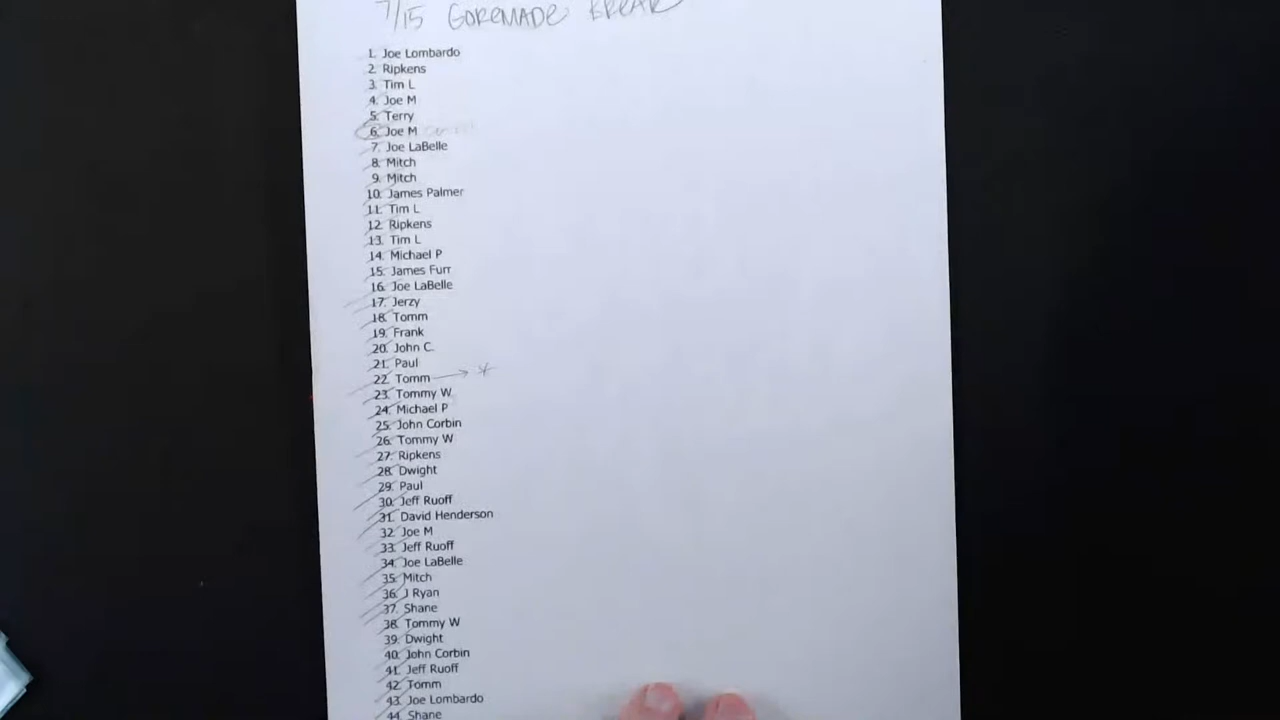 7/15 GOREMADE BREAK
1. Joe Lombardo
2. Ripkens
3. Tim L
4. Joe M
5. Terry
6. Joe M
7. Joe LaBelle
8. Mitch
9. Mitch
10. James Palmer
11. Tim L
12. Ripkens
13. Tim L
14. Michael P
15. James Furr
16. Joe LaBelle
17. Jerzy
18. Tomm
19. Frank
20. John C.
21. Paul
22. Tomm → *
23. Tommy W
24. Michael P
25. John Corbin
26. Tommy W
27. Ripkens
28. Dwight
29. Paul
30. Jeff Ruoff
31. David Henderson
32. Joe M
33. Jeff Ruoff
34. Joe LaBelle
35. Mitch
36. J Ryan
37. Shane
38. Tommy W
39. Dwight
40. John Corbin
41. Jeff Ruoff
42. Tomm
43. Joe Lombardo
44. Shane